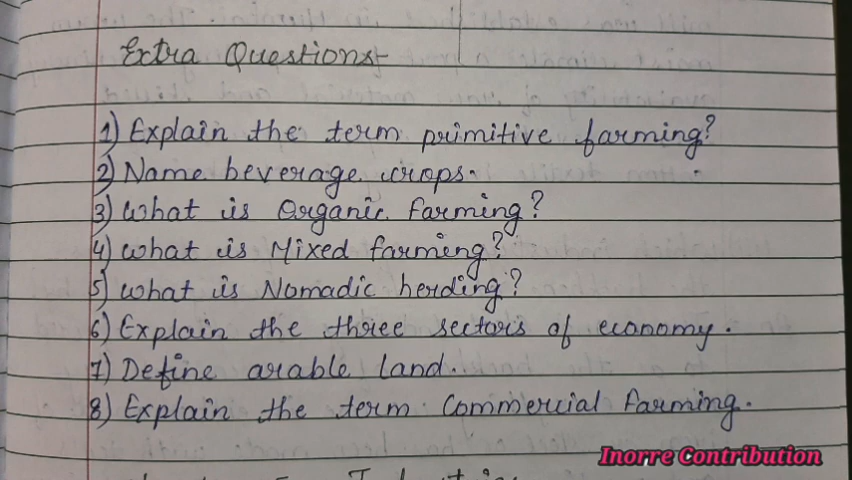 Extra Questions-
1) Explain the term primitive farming?
2) Name beverage crops.
3) What is Organic farming?
4) What is Mixed farming?
5) What is Nomadic herding?
6) Explain the three sectors of economy.
7) Define arable land.
8) Explain the term Commercial Farming.
Inorre Contribution